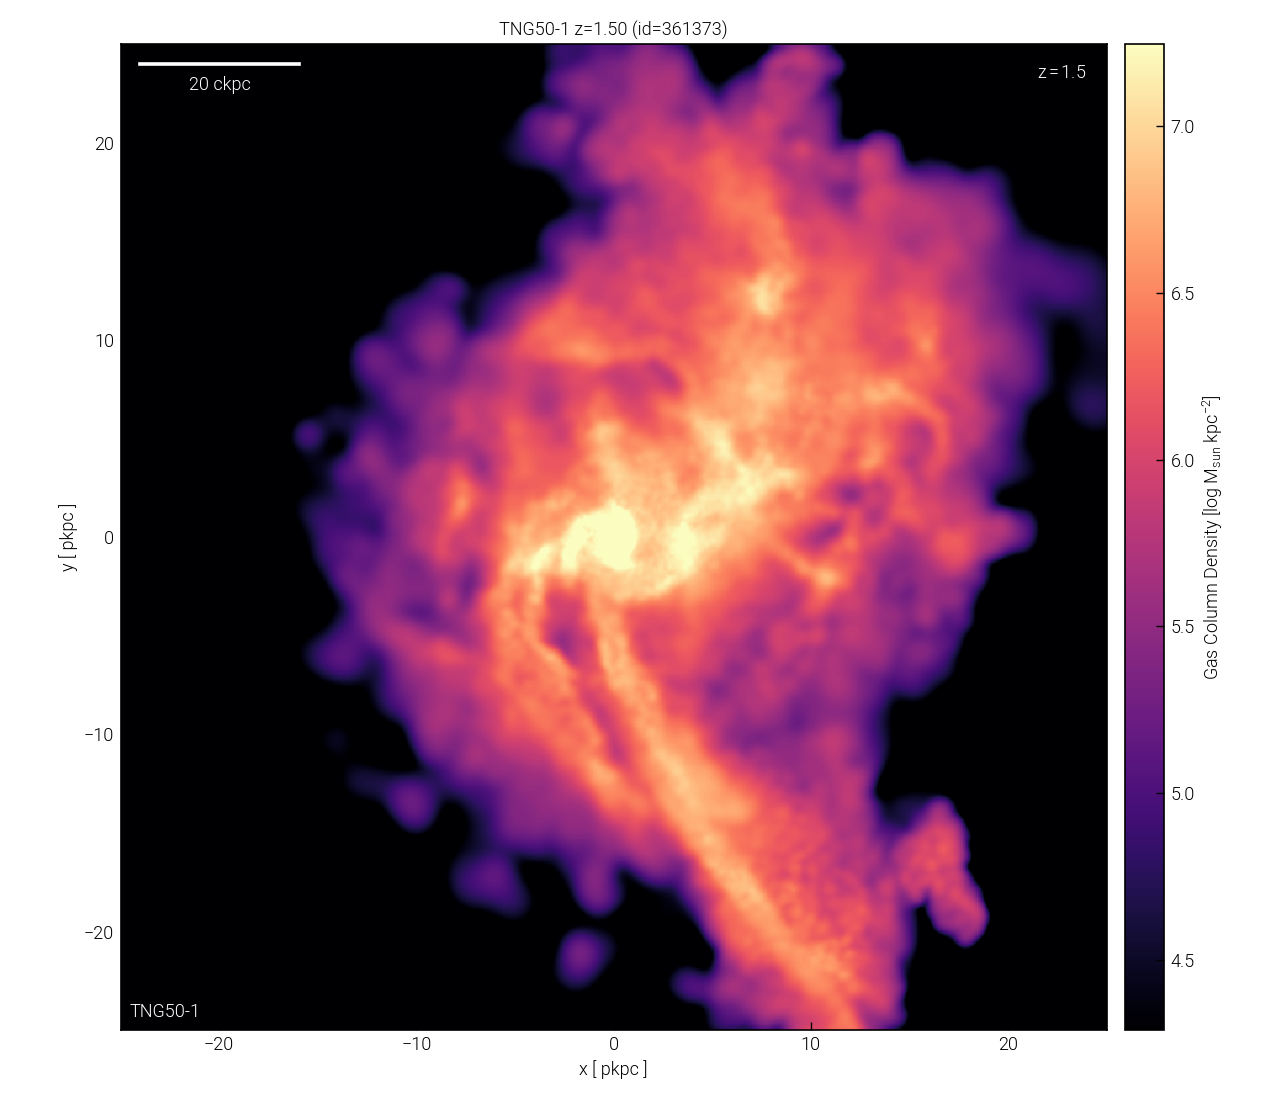 TNG50-1 z=1.50 (id=361373)
20 ckpc
z = 1.5
TNG50-1
20
10
0
−10
−20
y [ pkpc ]
−20
−10
0
10
20
x [ pkpc ]
7.0
6.5
6.0
5.5
5.0
4.5
Gas Column Density [log M_sun kpc^−2]